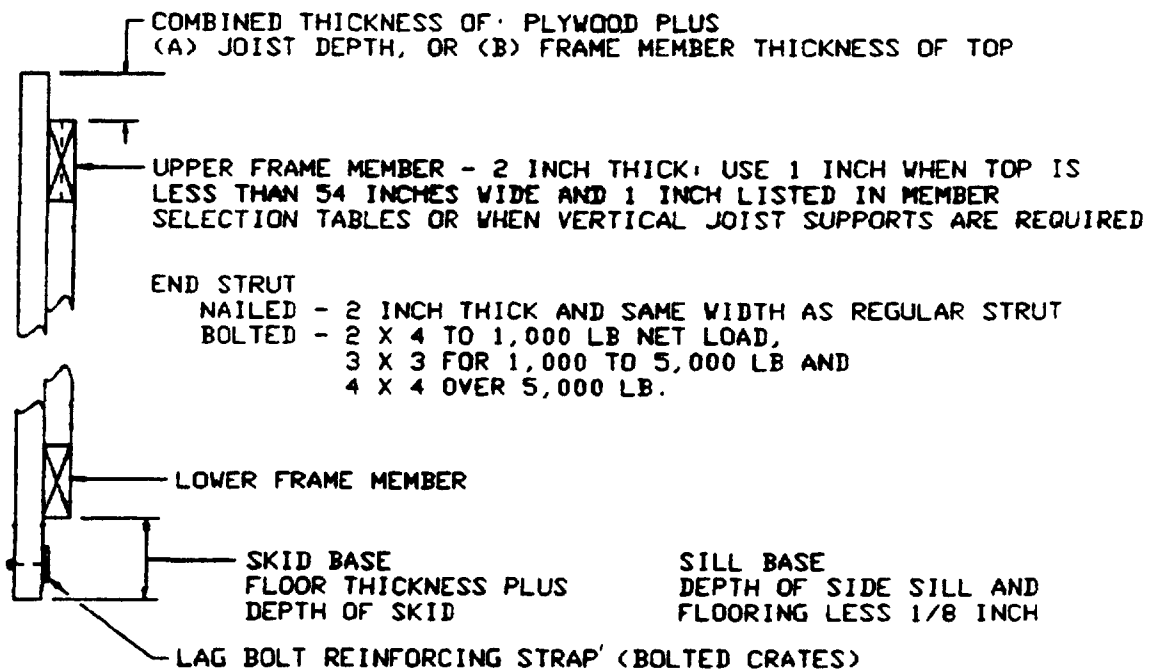 COMBINED THICKNESS OF· PLYWOOD PLUS
(A) JOIST DEPTH, OR (B) FRAME MEMBER THICKNESS OF TOP
UPPER FRAME MEMBER - 2 INCH THICK; USE 1 INCH WHEN TOP IS
LESS THAN 54 INCHES WIDE AND 1 INCH LISTED IN MEMBER
SELECTION TABLES OR WHEN VERTICAL JOIST SUPPORTS ARE REQUIRED
END STRUT
NAILED - 2 INCH THICK AND SAME WIDTH AS REGULAR STRUT
BOLTED - 2 X 4 TO 1,000 LB NET LOAD,
3 X 3 FOR 1,000 TO 5,000 LB AND
4 X 4 OVER 5,000 LB.
LOWER FRAME MEMBER
SKID BASE
FLOOR THICKNESS PLUS
DEPTH OF SKID
SILL BASE
DEPTH OF SIDE SILL AND
FLOORING LESS 1/8 INCH
LAG BOLT REINFORCING STRAP' (BOLTED CRATES)